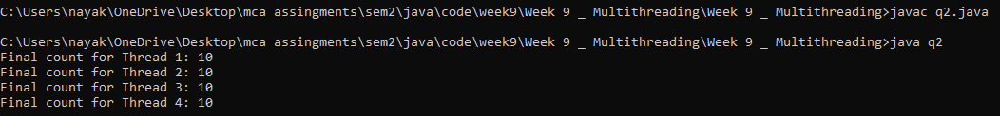 C:\Users\nayak\OneDrive\Desktop\mca assingments\sem2\java\code\week9\Week 9 _ Multithreading\Week 9 _ Multithreading>javac q2.java
C:\Users\nayak\OneDrive\Desktop\mca assingments\sem2\java\code\week9\Week 9 _ Multithreading\Week 9 _ Multithreading>java q2
Final count for Thread 1: 10
Final count for Thread 2: 10
Final count for Thread 3: 10
Final count for Thread 4: 10